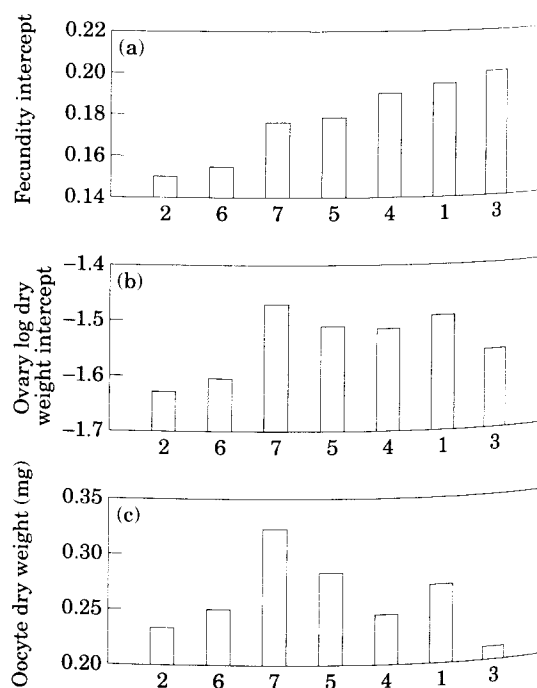 (a)
Fecundity intercept
0.22
0.20
0.18
0.16
0.14
2 6 7 5 4 1 3
(b)
Ovary log dry
weight intercept
−1.4
−1.5
−1.6
−1.7
2 6 7 5 4 1 3
(c)
Oocyte dry weight (mg)
0.35
0.30
0.25
0.20
2 6 7 5 4 1 3